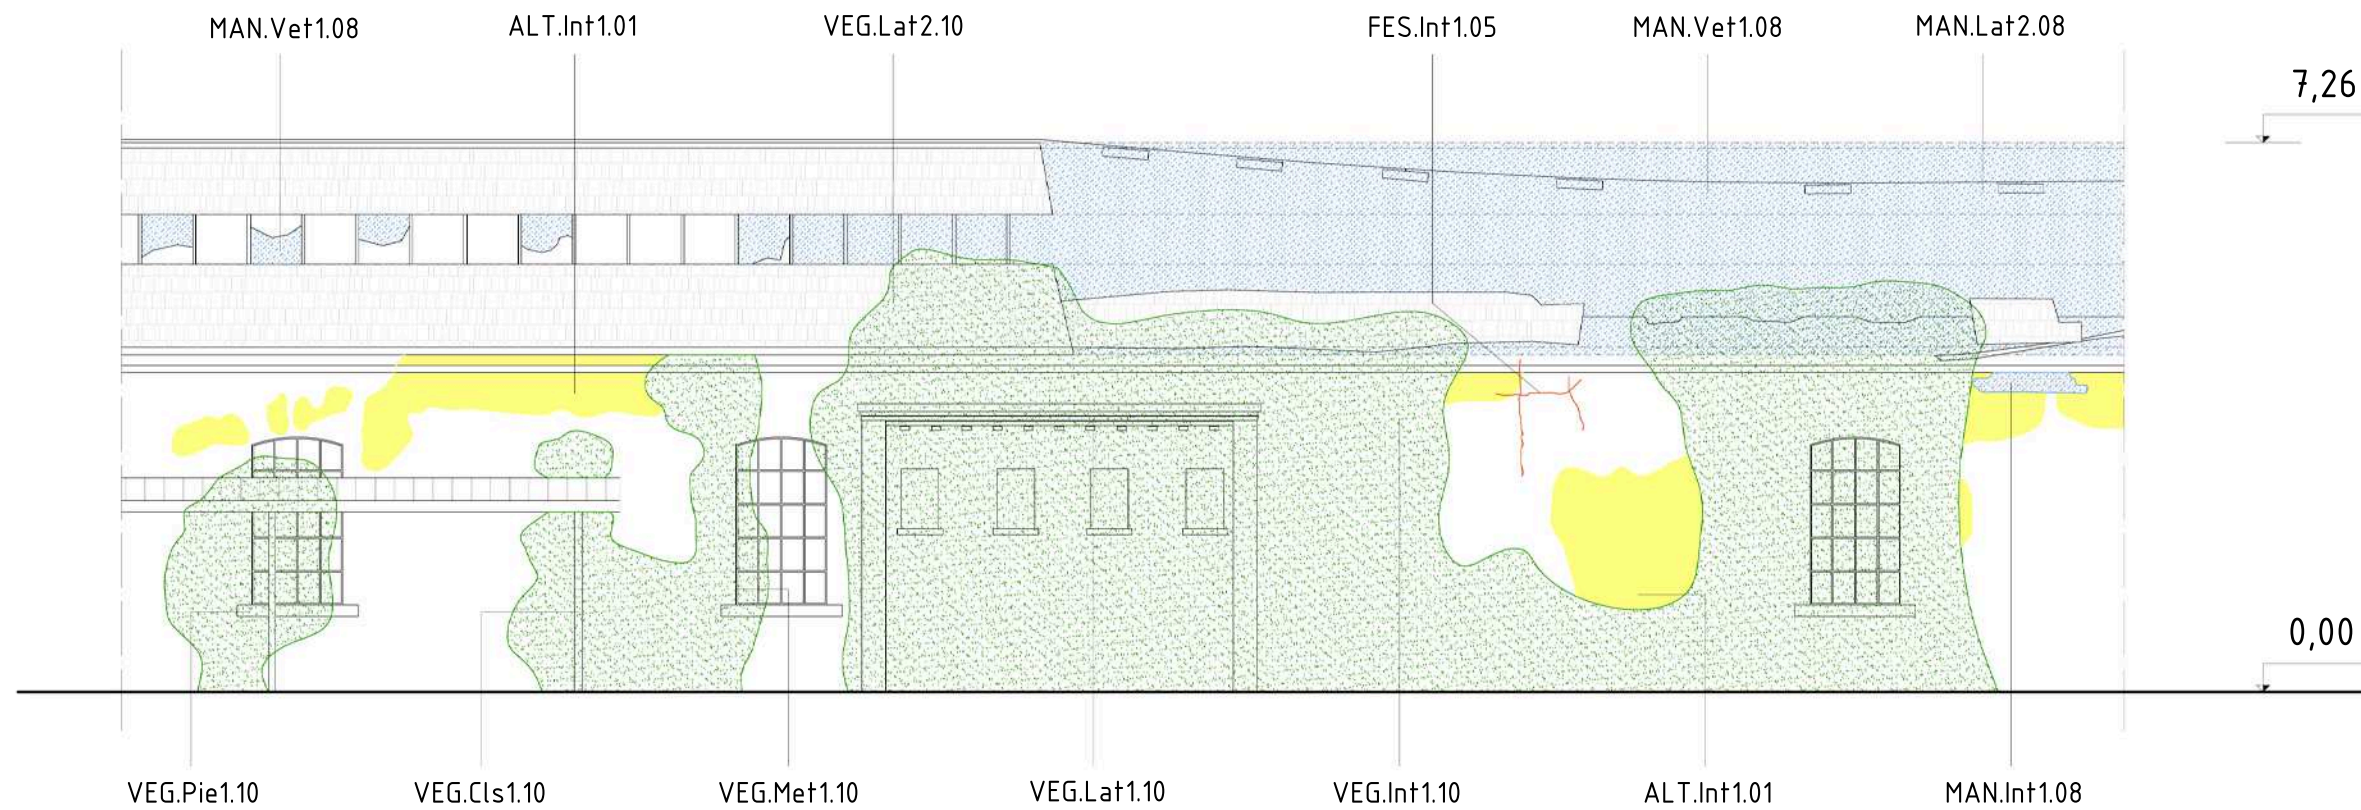 MAN.Vet1.08 ALT.Int1.01 VEG.Lat2.10 FES.Int1.05 MAN.Vet1.08 MAN.Lat2.08
7,26
0,00
VEG.Pie1.10 VEG.Cls1.10 VEG.Met1.10 VEG.Lat1.10 VEG.Int1.10 ALT.Int1.01 MAN.Int1.08